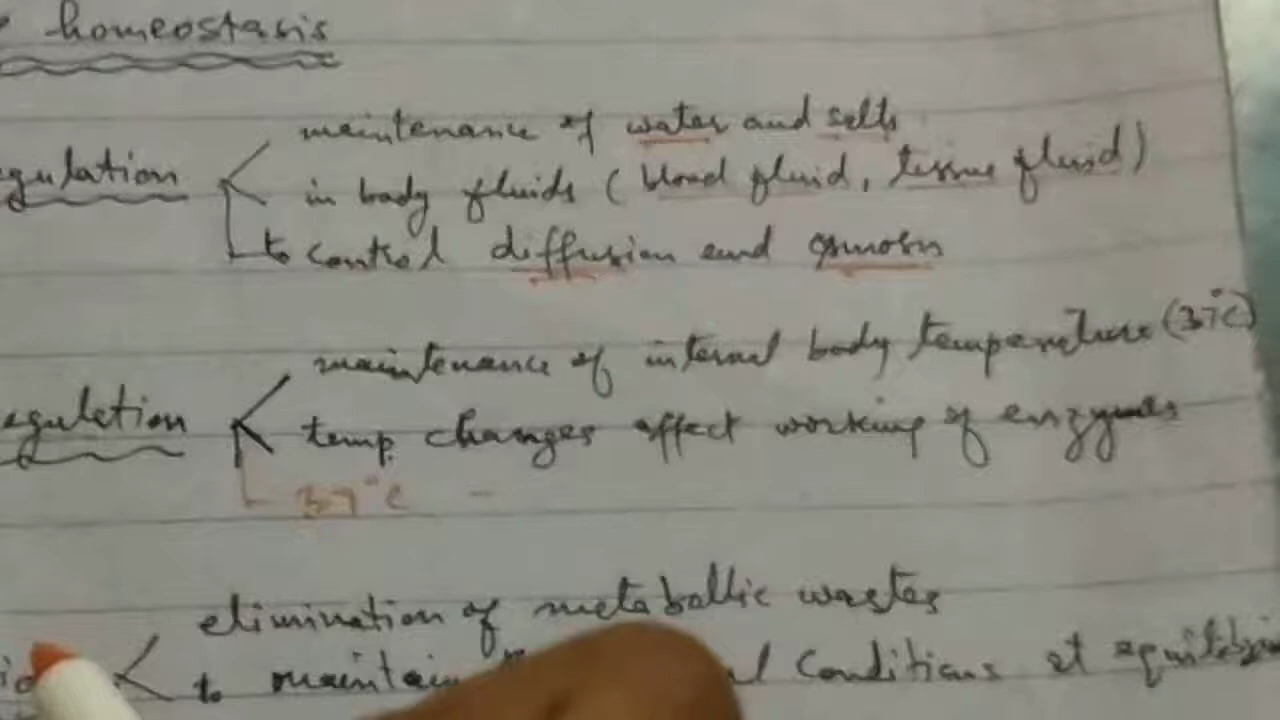 homeostasis
maintenance of water and salts
egulation
in body fluids ( blood fluid, tissue fluid )
to control diffusion and osmosis
maintenance of internal body temperature (37°C)
egulation
temp. changes affect working of enzymes
37°C -
elimination of metabollic wastes
to maintain conditions at